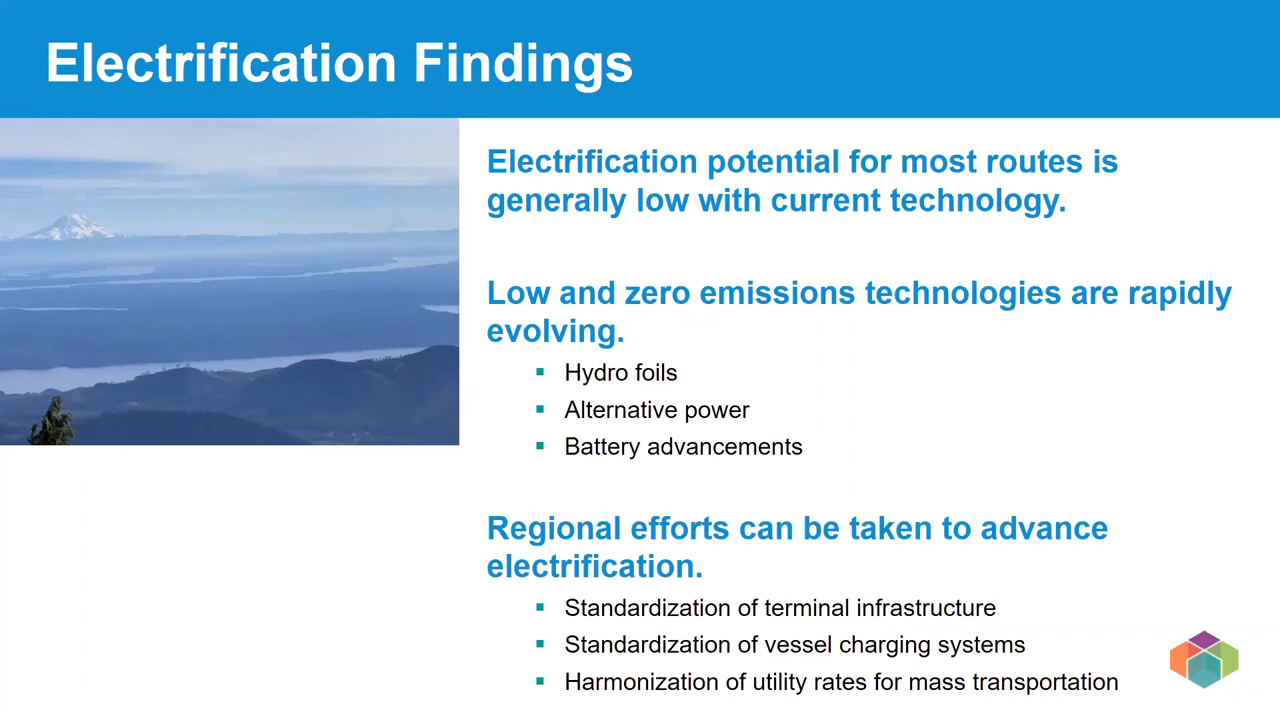 Electrification Findings
Electrification potential for most routes is
generally low with current technology.
Low and zero emissions technologies are rapidly
evolving.
▪ Hydro foils
▪ Alternative power
▪ Battery advancements
Regional efforts can be taken to advance
electrification.
▪ Standardization of terminal infrastructure
▪ Standardization of vessel charging systems
▪ Harmonization of utility rates for mass transportation